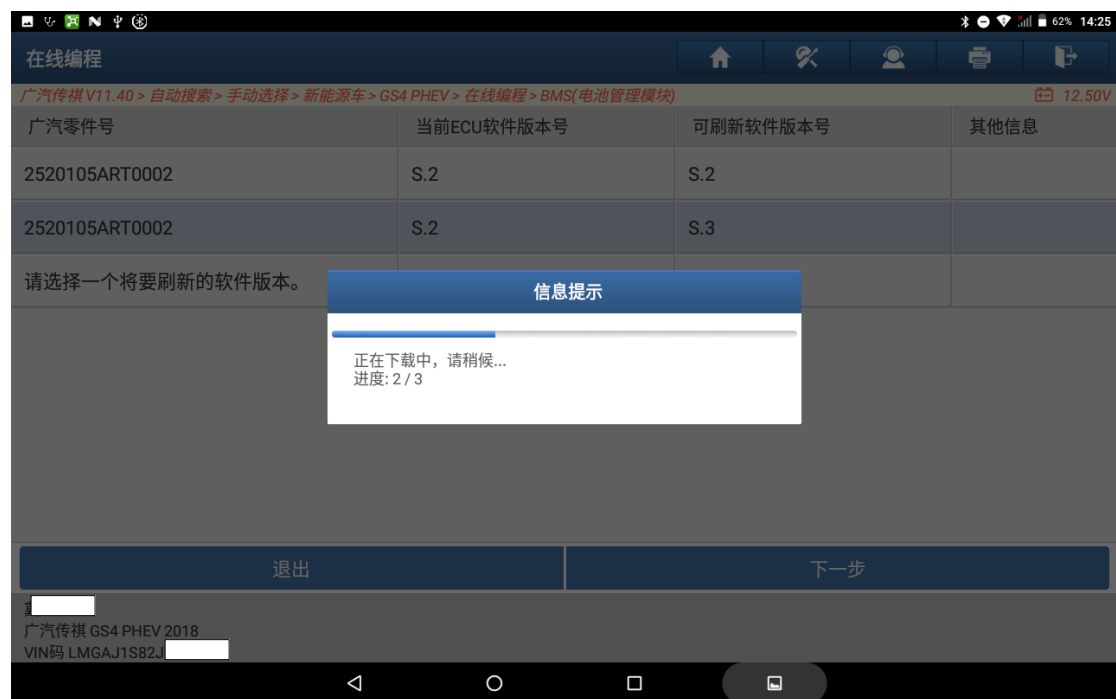 62% 14:25
在线编程
广汽传祺 V11.40 > 自动搜索 > 手动选择 > 新能源车 > GS4 PHEV > 在线编程 > BMS(电池管理模块) 12.50V
广汽零件号 当前ECU软件版本号 可刷新软件版本号 其他信息
2520105ART0002 S.2 S.2
2520105ART0002 S.2 S.3
请选择一个将要刷新的软件版本。
信息提示
正在下载中，请稍候...
进度: 2 / 3
退出 下一步
广汽传祺 GS4 PHEV 2018
VIN码 LMGAJ1S82J